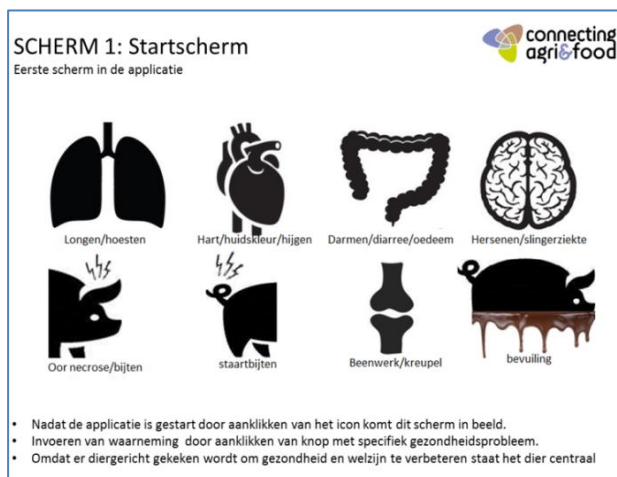 SCHERM 1: Startscherm
Eerste scherm in de applicatie
connecting
agri&food
Longen/hoesten
Hart/huidskleur/hijgen
Darmen/diarree/oedeem
Hersenen/slingerziekte
Oor necrose/bijten
staartbijten
Beenwerk/kreupel
bevuiling
• Nadat de applicatie is gestart door aanklikken van het icon komt dit scherm in beeld.
• Invoeren van waarneming door aanklikken van knop met specifiek gezondheidsprobleem.
• Omdat er diergericht gekeken wordt om gezondheid en welzijn te verbeteren staat het dier centraal